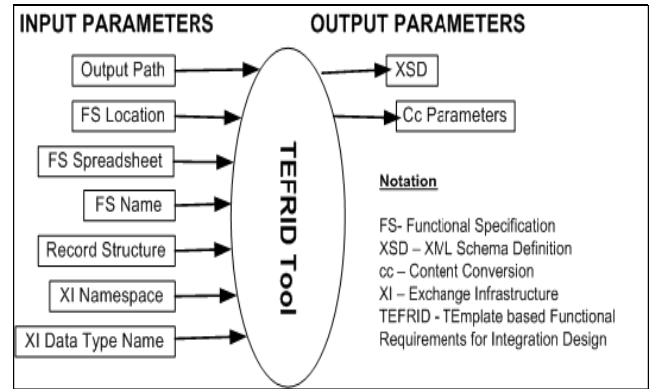 INPUT PARAMETERS
OUTPUT PARAMETERS
Output Path
FS Location
FS Spreadsheet
FS Name
Record Structure
XI Namespace
XI Data Type Name
TEFRID Tool
XSD
Cc Parameters
Notation
FS- Functional Specification
XSD – XML Schema Definition
cc – Content Conversion
XI – Exchange Infrastructure
TEFRID - TEmplate based Functional
Requirements for Integration Design